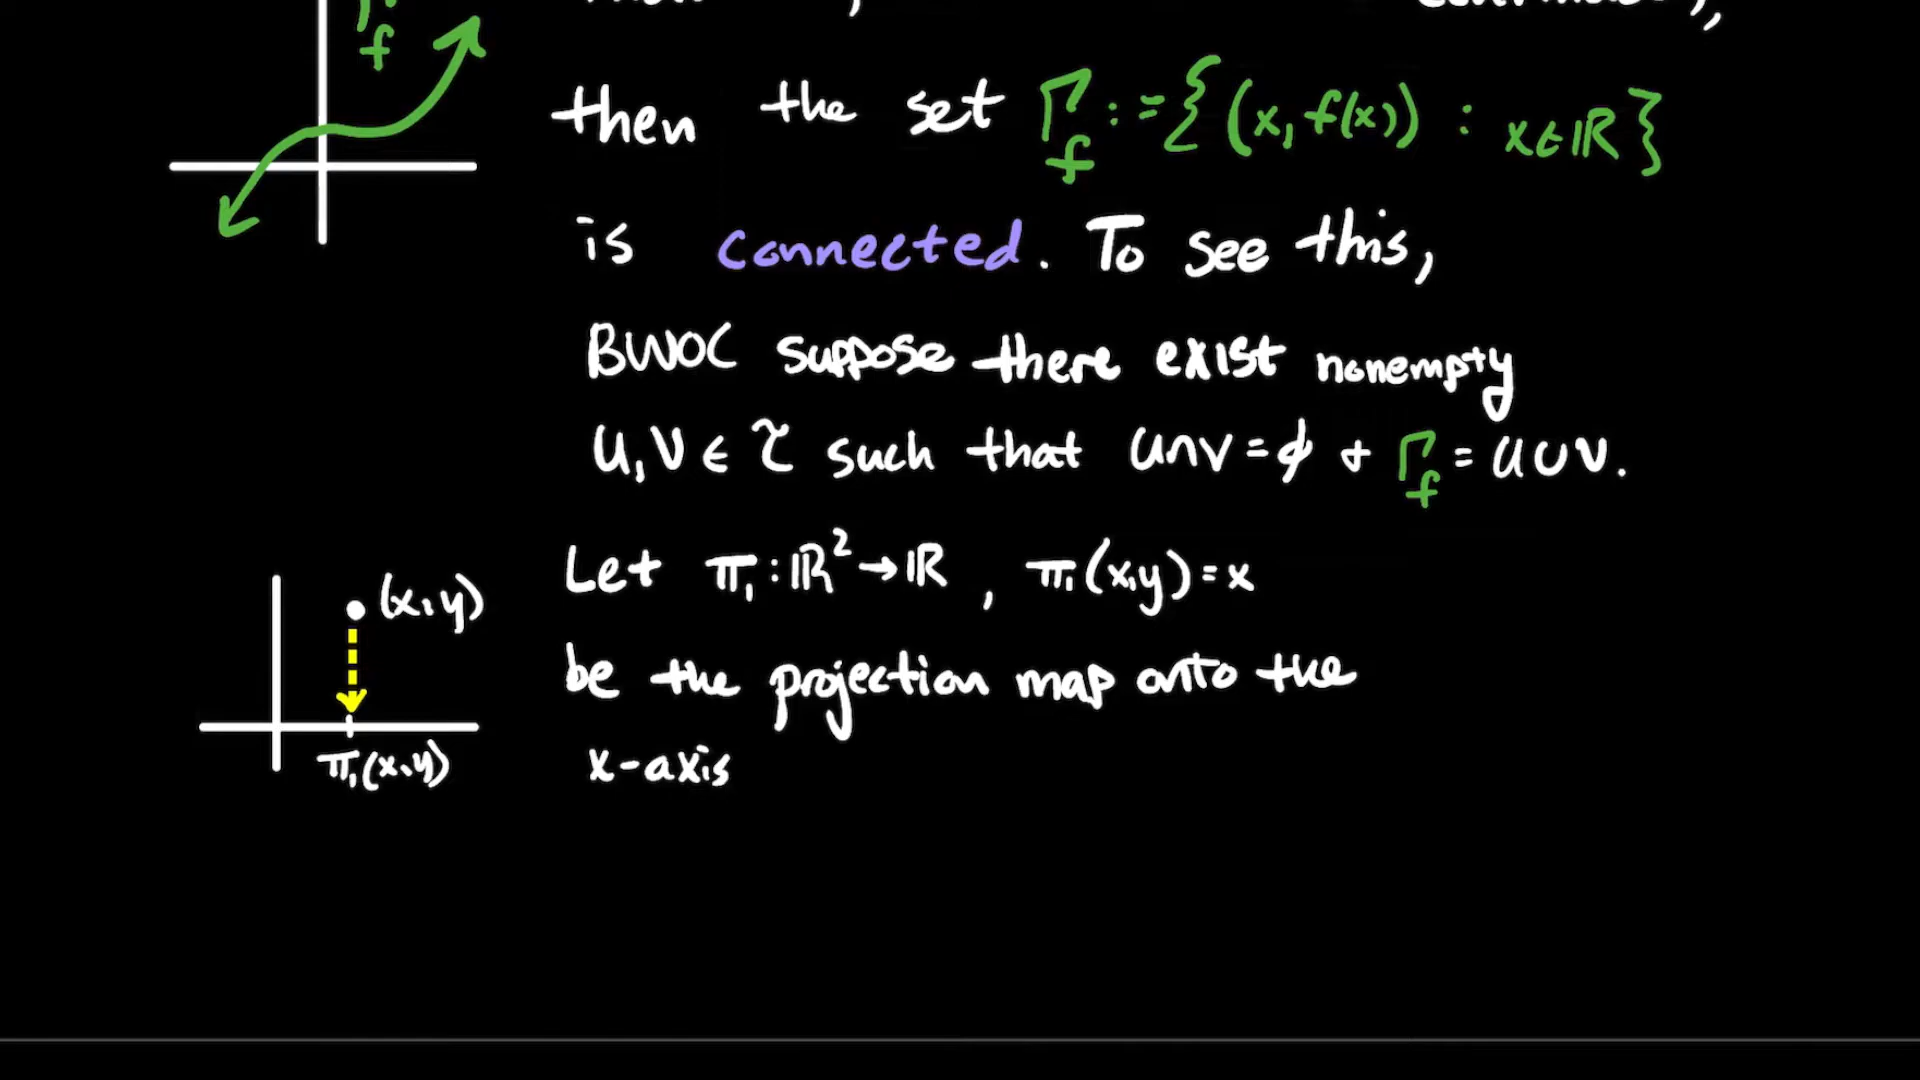 Γf
then the set Γf := {(x, f(x)) : x∈ℝ}
is connected. To see this,
BWOC suppose there exist nonempty
U, V ∈ τ such that U∩V = ∅ + Γf = U∪V.
Let π₁ : ℝ² → ℝ , π₁(x,y) = x
be the projection map onto the
x-axis
(x,y)
π₁(x,y)